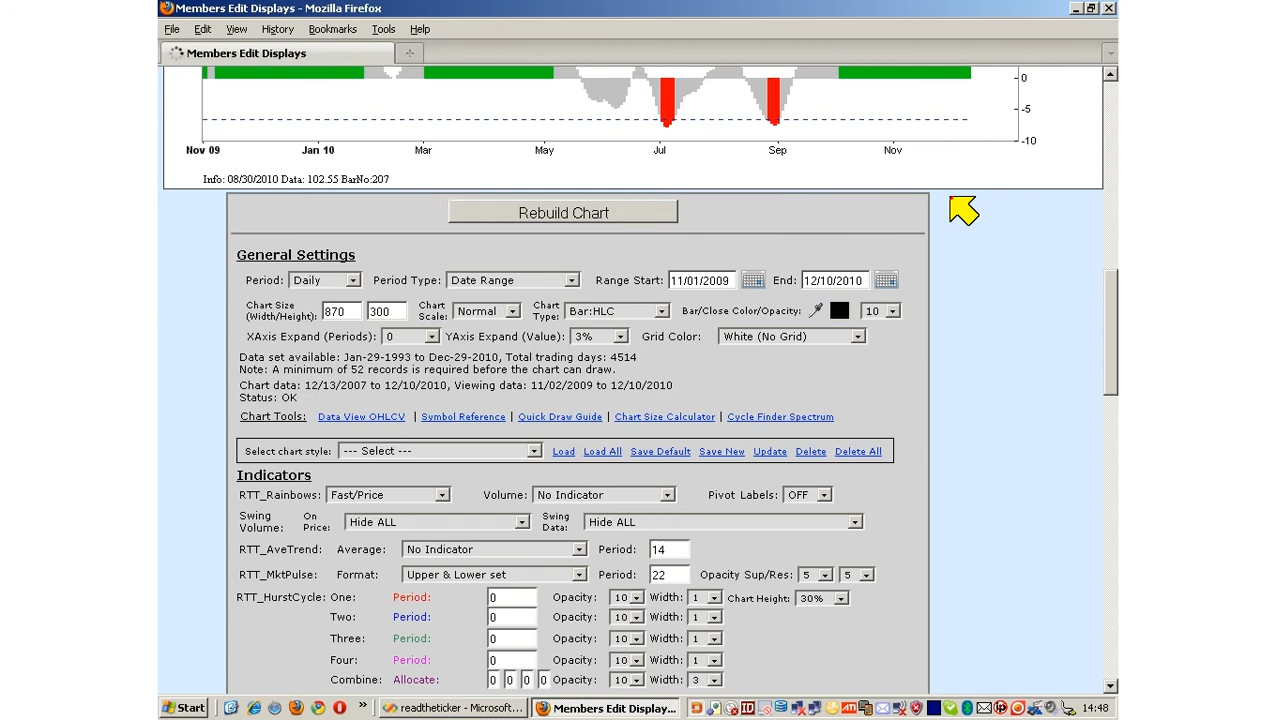 Members Edit Displays - Mozilla Firefox
File Edit View History Bookmarks Tools Help
Members Edit Displays
0
-5
-10
Nov 09 Jan 10 Mar May Jul Sep Nov
Info: 08/30/2010 Data: 102.55 BarNo:207
Rebuild Chart
General Settings
Period: Daily Period Type: Date Range Range Start: 11/01/2009 End: 12/10/2010
Chart Size (Width/Height): 870 300 Chart Scale: Normal Chart Type: Bar:HLC Bar/Close Color/Opacity: 10
XAxis Expand (Periods): 0 YAxis Expand (Value): 3% Grid Color: White (No Grid)
Data set available: Jan-29-1993 to Dec-29-2010, Total trading days: 4514
Note: A minimum of 52 records is required before the chart can draw.
Chart data: 12/13/2007 to 12/10/2010, Viewing data: 11/02/2009 to 12/10/2010
Status: OK
Chart Tools: Data View OHLCV | Symbol Reference | Quick Draw Guide | Chart Size Calculator | Cycle Finder Spectrum
Select chart style: --- Select --- Load Load All Save Default Save New Update Delete Delete All
Indicators
RTT_Rainbows: Fast/Price Volume: No Indicator Pivot Labels: OFF
Swing Volume: On Price: Hide ALL Swing Data: Hide ALL
RTT_AveTrend: Average: No Indicator Period: 14
RTT_MktPulse: Format: Upper & Lower set Period: 22 Opacity Sup/Res: 5 5
RTT_HurstCycle: One: Period: 0 Opacity: 10 Width: 1 Chart Height: 30%
Two: Period: 0 Opacity: 10 Width: 1
Three: Period: 0 Opacity: 10 Width: 1
Four: Period: 0 Opacity: 10 Width: 1
Combine: Allocate: 0 0 0 0 Opacity: 10 Width: 3
Start » readtheticker - Microsoft... Members Edit Display... 14:48